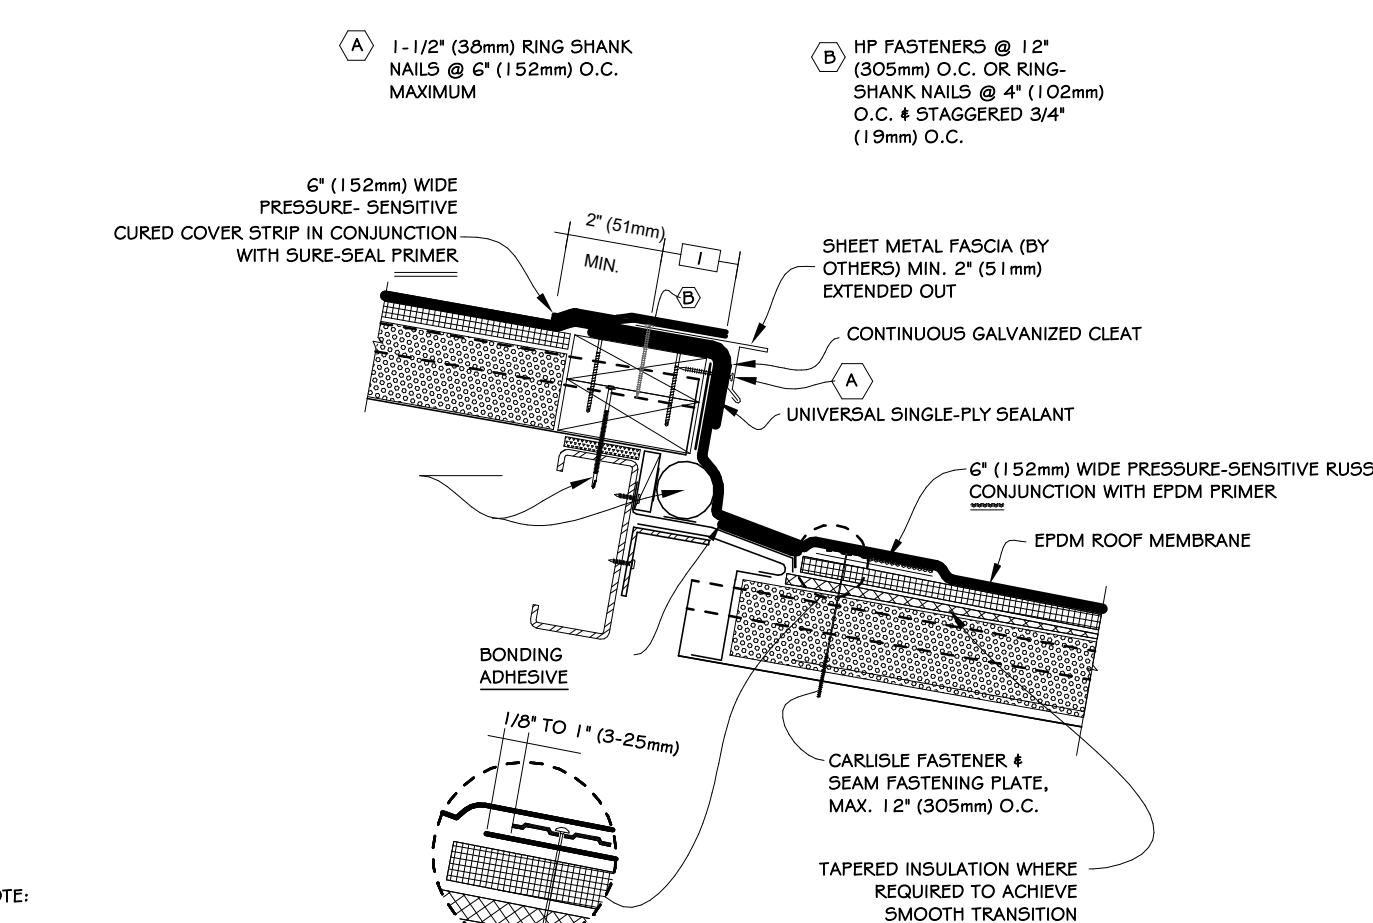 A
1-1/2" (38mm) RING SHANK
NAILS @ 6" (152mm) O.C.
MAXIMUM
B
HP FASTENERS @ 12"
(305mm) O.C. OR RING-
SHANK NAILS @ 4" (102mm)
O.C. & STAGGERED 3/4"
(19mm) O.C.
6" (152mm) WIDE
PRESSURE- SENSITIVE
CURED COVER STRIP IN CONJUNCTION
WITH SURE-SEAL PRIMER
2" (51mm)
MIN.
1
B
SHEET METAL FASCIA (BY
OTHERS) MIN. 2" (51mm)
EXTENDED OUT
CONTINUOUS GALVANIZED CLEAT
A
UNIVERSAL SINGLE-PLY SEALANT
6" (152mm) WIDE PRESSURE-SENSITIVE RUSS
CONJUNCTION WITH EPDM PRIMER
EPDM ROOF MEMBRANE
BONDING
ADHESIVE
1/8" TO 1" (3-25mm)
CARLISLE FASTENER &
SEAM FASTENING PLATE,
MAX. 12" (305mm) O.C.
TAPERED INSULATION WHERE
REQUIRED TO ACHIEVE
SMOOTH TRANSITION
OTE: